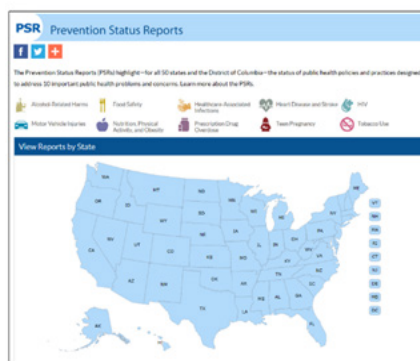 PSR Prevention Status Reports
The Prevention Status Reports (PSRs) highlight—for all 50 states and the District of Columbia—the status of public health policies and practices designed
to address 10 important public health problems and concerns. Learn more about the PSRs.
Alcohol-Related Harms
Food Safety
Healthcare-Associated
Infections
Heart Disease and Stroke
HIV
Motor Vehicle Injuries
Nutrition, Physical
Activity, and Obesity
Prescription Drug
Overdose
Teen Pregnancy
Tobacco Use
View Reports by State
WA
MT
ND
MN
ME
OR
ID
SD
WI
MI
NY
WY
IA
PA
NV
NE
IL
IN
OH
CA
UT
CO
KS
MO
KY
WV
VA
NC
AZ
NM
OK
AR
TN
SC
MS
AL
GA
TX
LA
FL
AK
HI
VT
NH
MA
RI
CT
NJ
DE
MD
DC